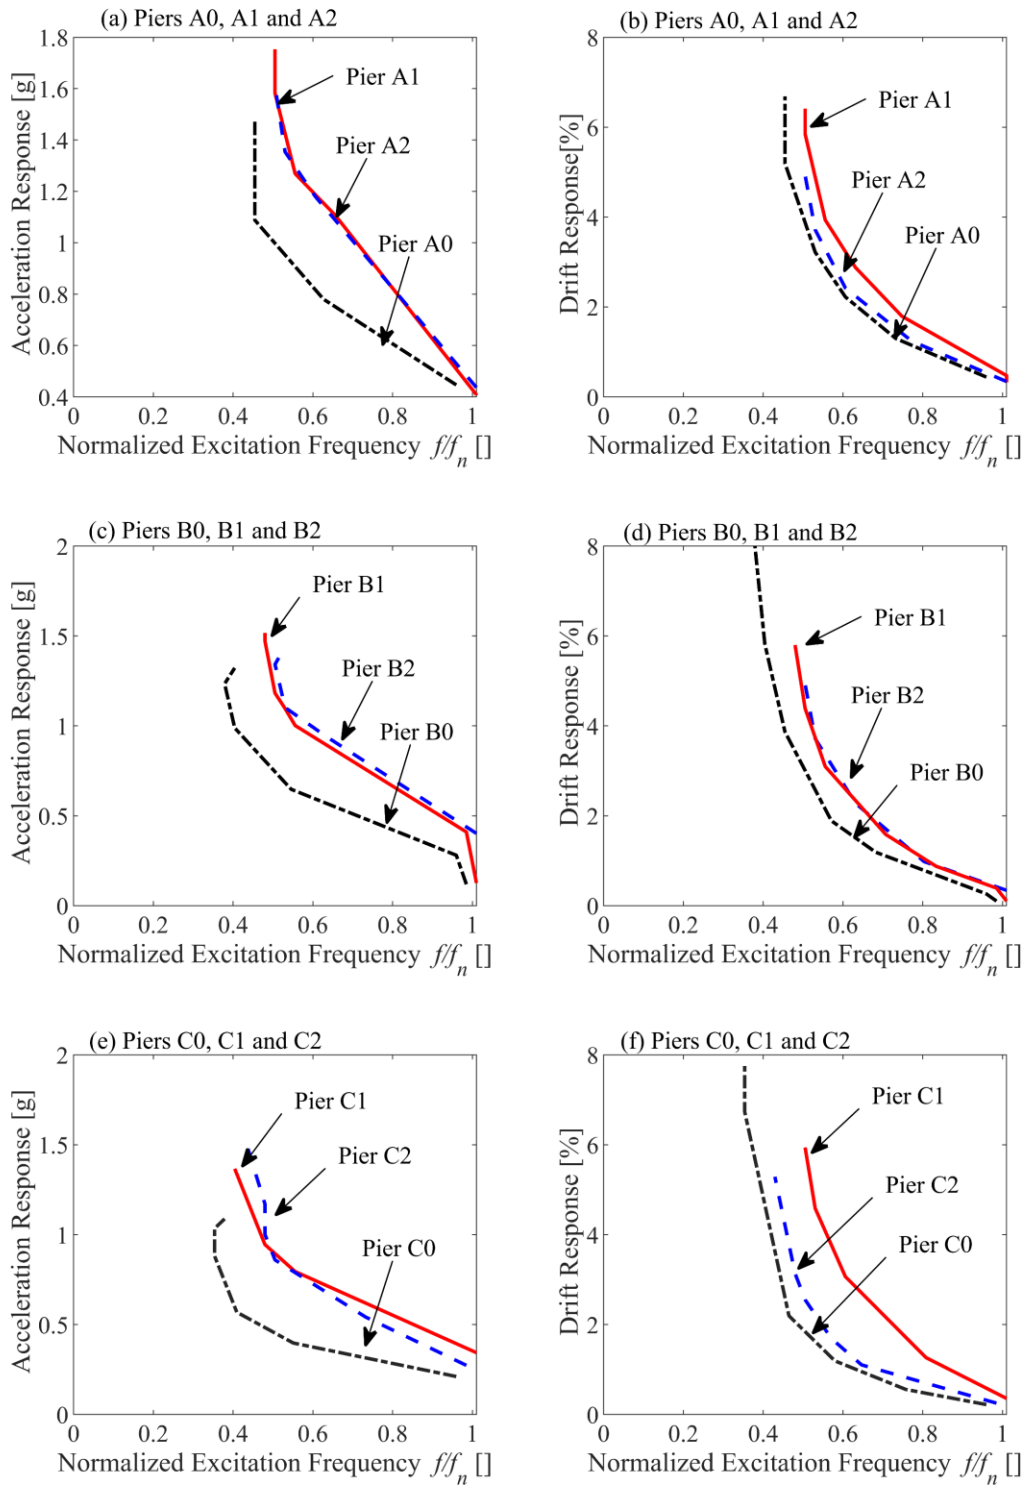 (a) Piers A0, A1 and A2
Acceleration Response [g]
1.8
1.6
1.4
1.2
1
0.8
0.6
0.4
Pier A1
Pier A2
Pier A0
0 0.2 0.4 0.6 0.8 1
Normalized Excitation Frequency f/fn []
(b) Piers A0, A1 and A2
Drift Response[%]
8
6
4
2
0
Pier A1
Pier A2
Pier A0
0 0.2 0.4 0.6 0.8 1
Normalized Excitation Frequency f/fn []
(c) Piers B0, B1 and B2
Acceleration Response [g]
2
1.5
1
0.5
0
Pier B1
Pier B2
Pier B0
0 0.2 0.4 0.6 0.8 1
Normalized Excitation Frequency f/fn []
(d) Piers B0, B1 and B2
Drift Response [%]
8
6
4
2
0
Pier B1
Pier B2
Pier B0
0 0.2 0.4 0.6 0.8 1
Normalized Excitation Frequency f/fn []
(e) Piers C0, C1 and C2
Acceleration Response [g]
2
1.5
1
0.5
0
Pier C1
Pier C2
Pier C0
0 0.2 0.4 0.6 0.8 1
Normalized Excitation Frequency f/fn []
(f) Piers C0, C1 and C2
Drift Response [%]
8
6
4
2
0
Pier C1
Pier C2
Pier C0
0 0.2 0.4 0.6 0.8 1
Normalized Excitation Frequency f/fn []